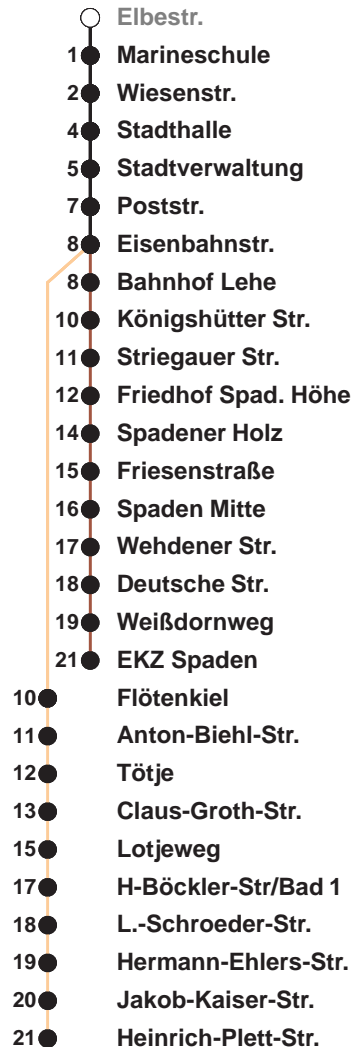 Elbestr.
1 Marineschule
2 Wiesenstr.
4 Stadthalle
5 Stadtverwaltung
7 Poststr.
8 Eisenbahnstr.
8 Bahnhof Lehe
10 Königshütter Str.
11 Striegauer Str.
12 Friedhof Spad. Höhe
14 Spadener Holz
15 Friesenstraße
16 Spaden Mitte
17 Wehdener Str.
18 Deutsche Str.
19 Weißdornweg
21 EKZ Spaden
10 Flötenkiel
11 Anton-Biehl-Str.
12 Tötje
13 Claus-Groth-Str.
15 Lotjeweg
17 H-Böckler-Str/Bad 1
18 L.-Schroeder-Str.
19 Hermann-Ehlers-Str.
20 Jakob-Kaiser-Str.
21 Heinrich-Plett-Str.